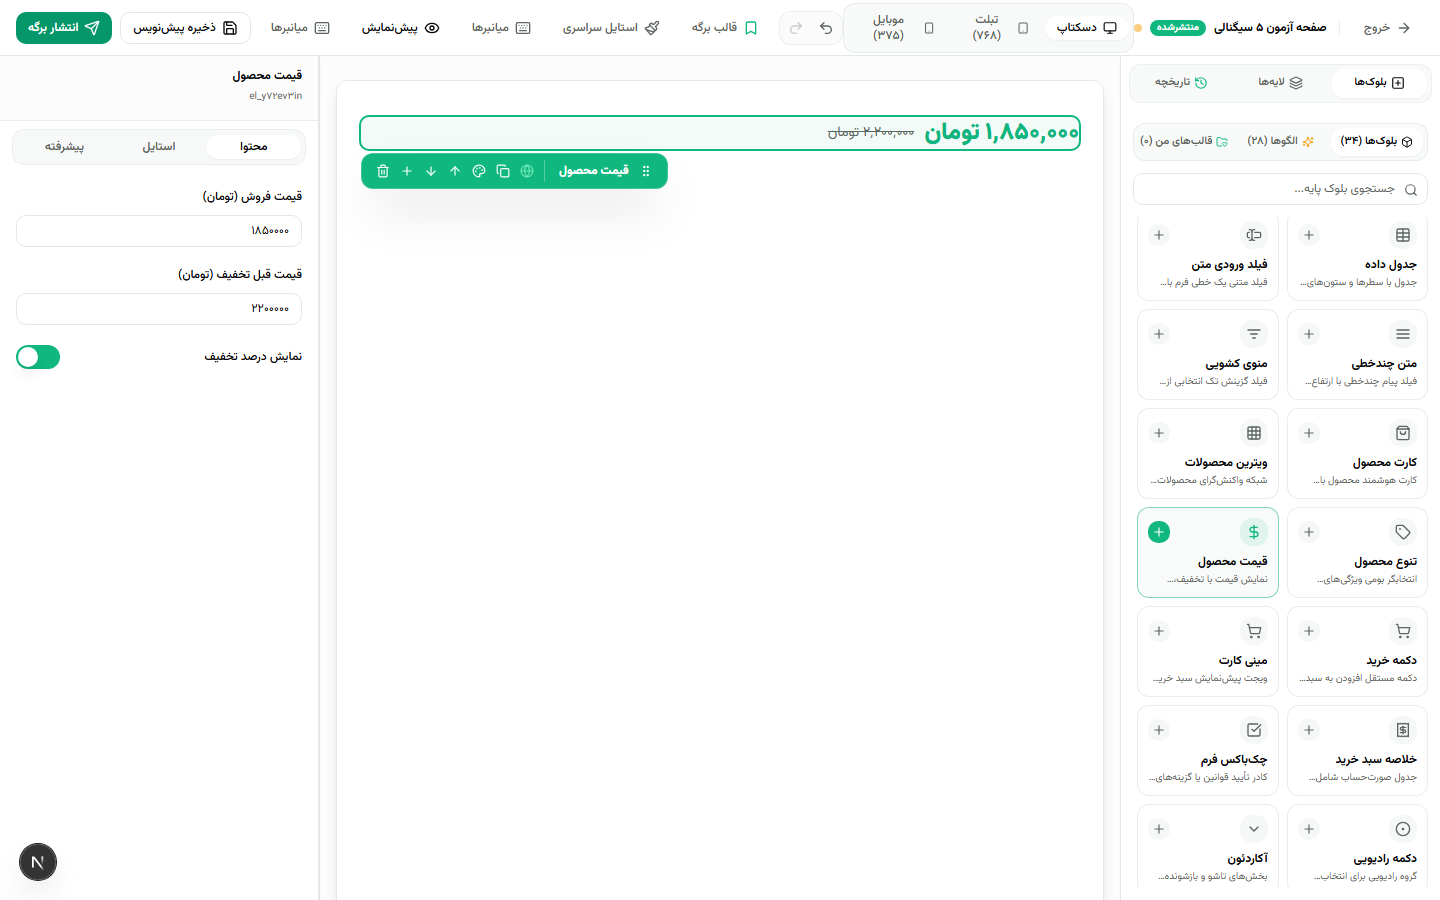 خروج
صفحه آزمون ۵ سیگنالی
منتشرشده
دسکتاپ
تبلت (۷۶۸)
موبایل (۳۷۵)
قالب برگه
استایل سراسری
میانبرها
پیش‌نمایش
میانبرها
ذخیره پیش‌نویس
انتشار برگه
بلوک‌ها
لایه‌ها
تاریخچه
بلوک‌ها (۳۴)
الگوها (۲۸)
قالب‌های من (۰)
جستجوی بلوک پایه...
جدول داده
جدول با سطرها و ستون‌های...
فیلد ورودی متن
فیلد متنی یک خطی فرم با...
متن چندخطی
فیلد پیام چندخطی با ارتفاع...
منوی کشویی
فیلد گزینش تک انتخابی از...
کارت محصول
کارت هوشمند محصول با...
ویترین محصولات
شبکه واکنش‌گرای محصولات...
تنوع محصول
انتخابگر بومی ویژگی‌های...
قیمت محصول
نمایش قیمت با تخفیف،...
دکمه خرید
دکمه مستقل افزودن به سبد...
مینی کارت
ویجت پیش‌نمایش سبد خرید...
خلاصه سبد خرید
جدول صورت‌حساب شامل...
چک‌باکس فرم
کادر تأیید قوانین یا گزینه‌های...
دکمه رادیویی
گروه رادیویی برای انتخاب...
آکاردئون
بخش‌های تاشو و بازشونده...
۱,۸۵۰,۰۰۰ تومان
۲,۲۰۰,۰۰۰ تومان
قیمت محصول
قیمت محصول
el_y۷۲ev۳in
محتوا
استایل
پیشرفته
قیمت فروش (تومان)
۱۸۵۰۰۰۰
قیمت قبل تخفیف (تومان)
۲۲۰۰۰۰۰
نمایش درصد تخفیف
N